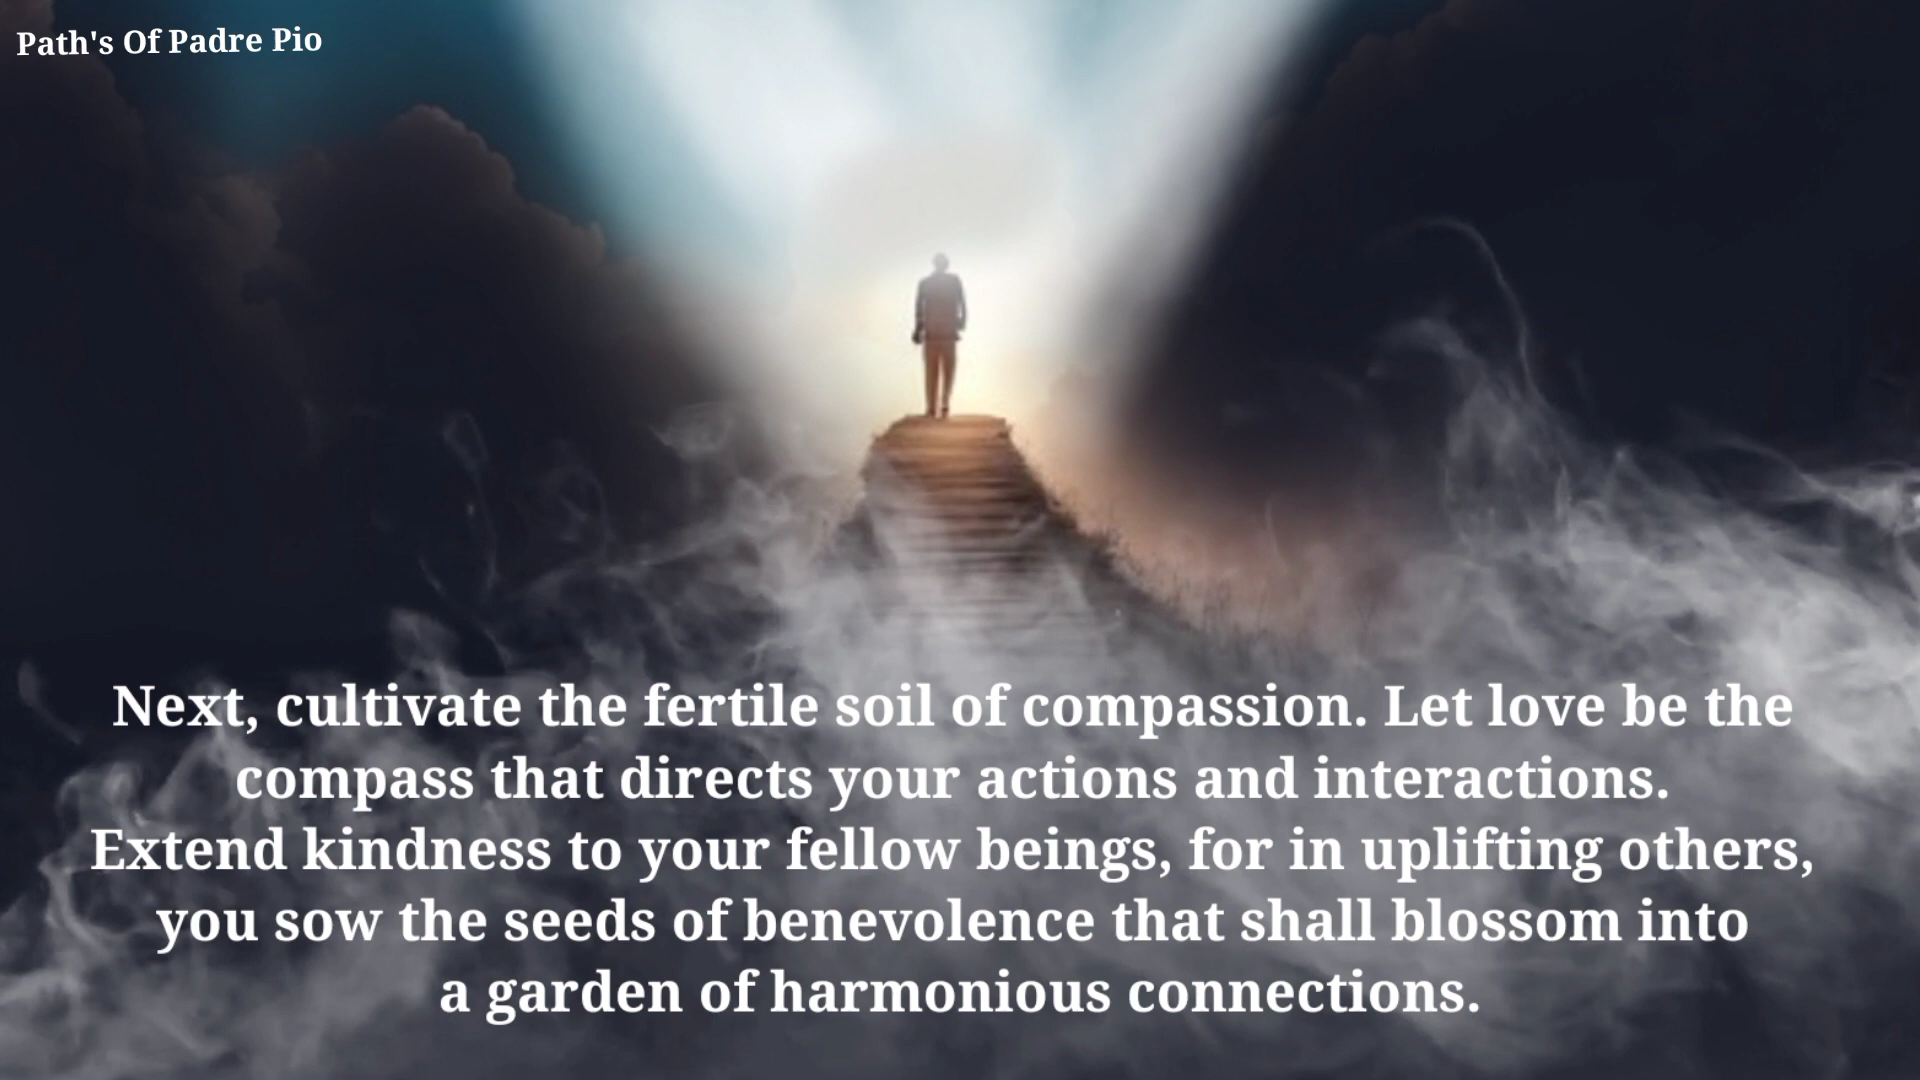 Path's Of Padre Pio
Next, cultivate the fertile soil of compassion. Let love be the
compass that directs your actions and interactions.
Extend kindness to your fellow beings, for in uplifting others,
you sow the seeds of benevolence that shall blossom into
a garden of harmonious connections.